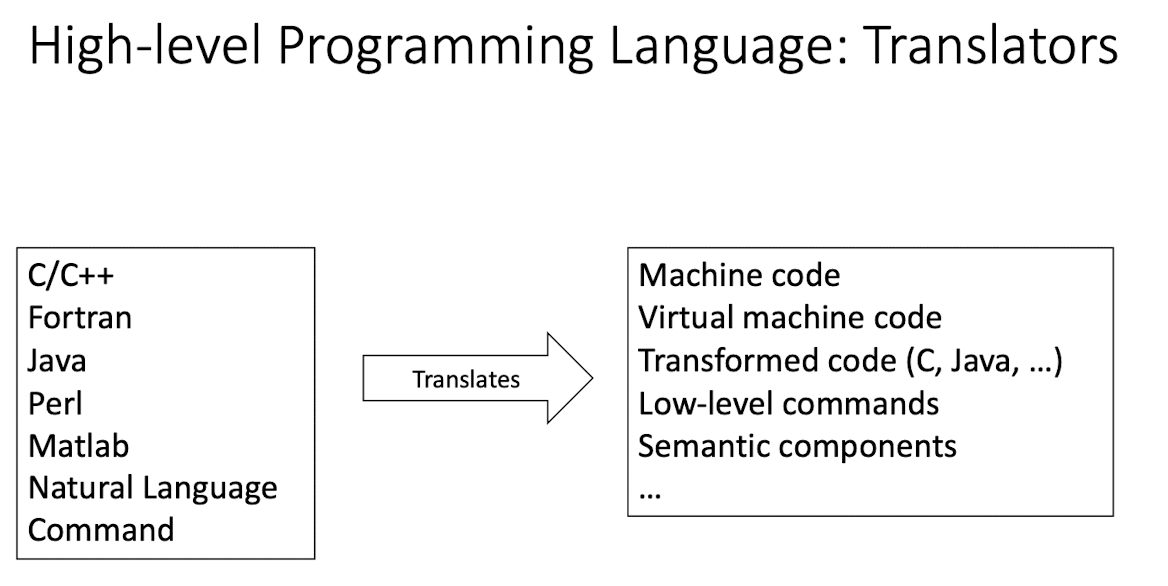 High-level Programming Language: Translators
C/C++
Fortran
Java
Perl
Matlab
Natural Language
Command
Translates
Machine code
Virtual machine code
Transformed code (C, Java, …)
Low-level commands
Semantic components
…